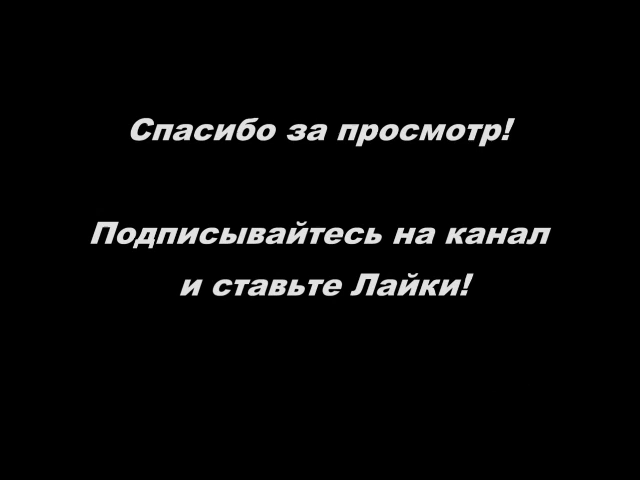 Спасибо за просмотр!
Подписывайтесь на канал
и ставьте Лайки!